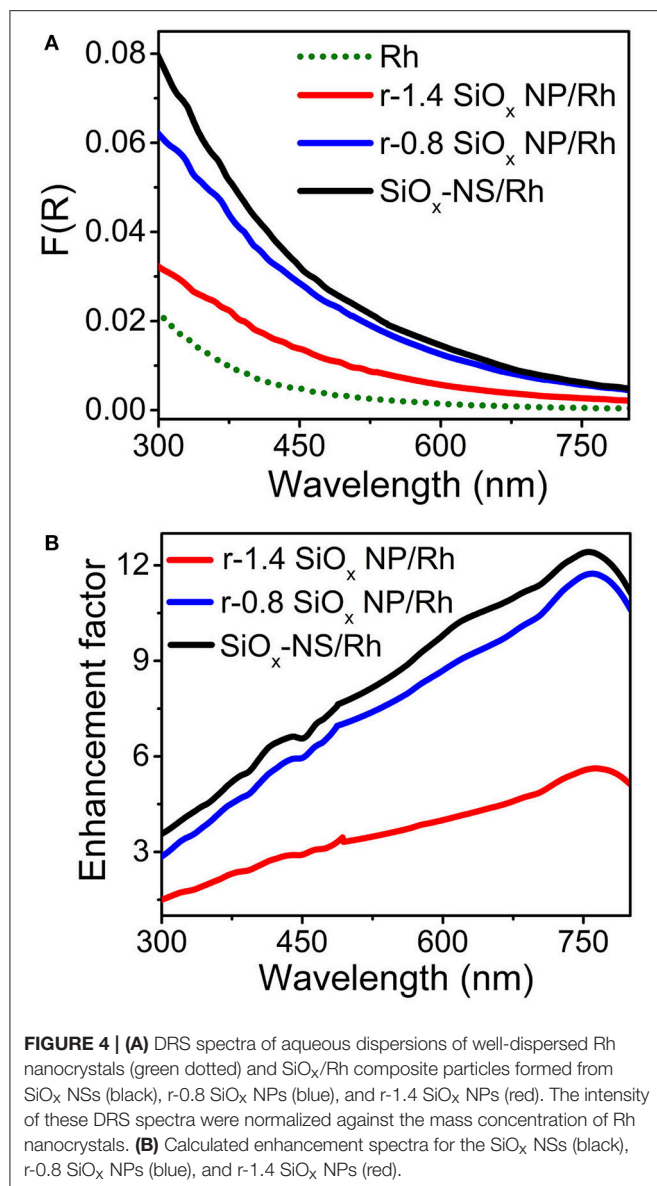 A
Rh
r-1.4 SiOₓ NP/Rh
r-0.8 SiOₓ NP/Rh
SiOₓ-NS/Rh
0.08
0.06
0.04
0.02
0.00
F(R)
300 450 600 750
Wavelength (nm)
B
r-1.4 SiOₓ NP/Rh
r-0.8 SiOₓ NP/Rh
SiOₓ-NS/Rh
12
9
6
3
Enhancement factor
300 450 600 750
Wavelength (nm)
FIGURE 4 | (A) DRS spectra of aqueous dispersions of well-dispersed Rh
nanocrystals (green dotted) and SiOₓ/Rh composite particles formed from
SiOₓ NSs (black), r-0.8 SiOₓ NPs (blue), and r-1.4 SiOₓ NPs (red). The intensity
of these DRS spectra were normalized against the mass concentration of Rh
nanocrystals. (B) Calculated enhancement spectra for the SiOₓ NSs (black),
r-0.8 SiOₓ NPs (blue), and r-1.4 SiOₓ NPs (red).